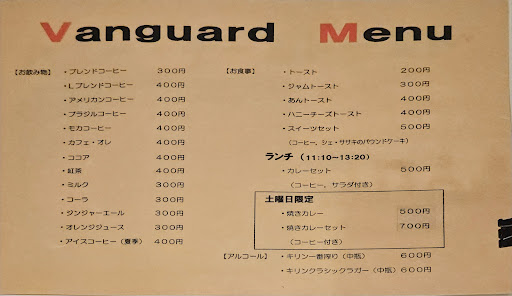 Vanguard Menu
【お飲み物】
・ブレンドコーヒー 300円
・Lブレンドコーヒー 400円
・アメリカンコーヒー 400円
・ブラジルコーヒー 400円
・モカコーヒー 400円
・カフェ・オレ 400円
・ココア 400円
・紅茶 400円
・ミルク 300円
・コーラ 300円
・ジンジャーエール 300円
・オレンジジュース 300円
・アイスコーヒー（夏季） 400円
【お食事】
・トースト 200円
・ジャムトースト 300円
・あんトースト 400円
・ハニーチーズトースト 400円
・スイーツセット 500円
（コーヒー、シェ・ササキのパウンドケーキ）
ランチ（11:10-13:20）
・カレーセット 500円
（コーヒー、サラダ付き）
土曜日限定
・焼きカレー 500円
・焼きカレーセット 700円
（コーヒー付き）
【アルコール】
・キリン一番搾り（中瓶） 600円
・キリンクラシックラガー（中瓶） 600円